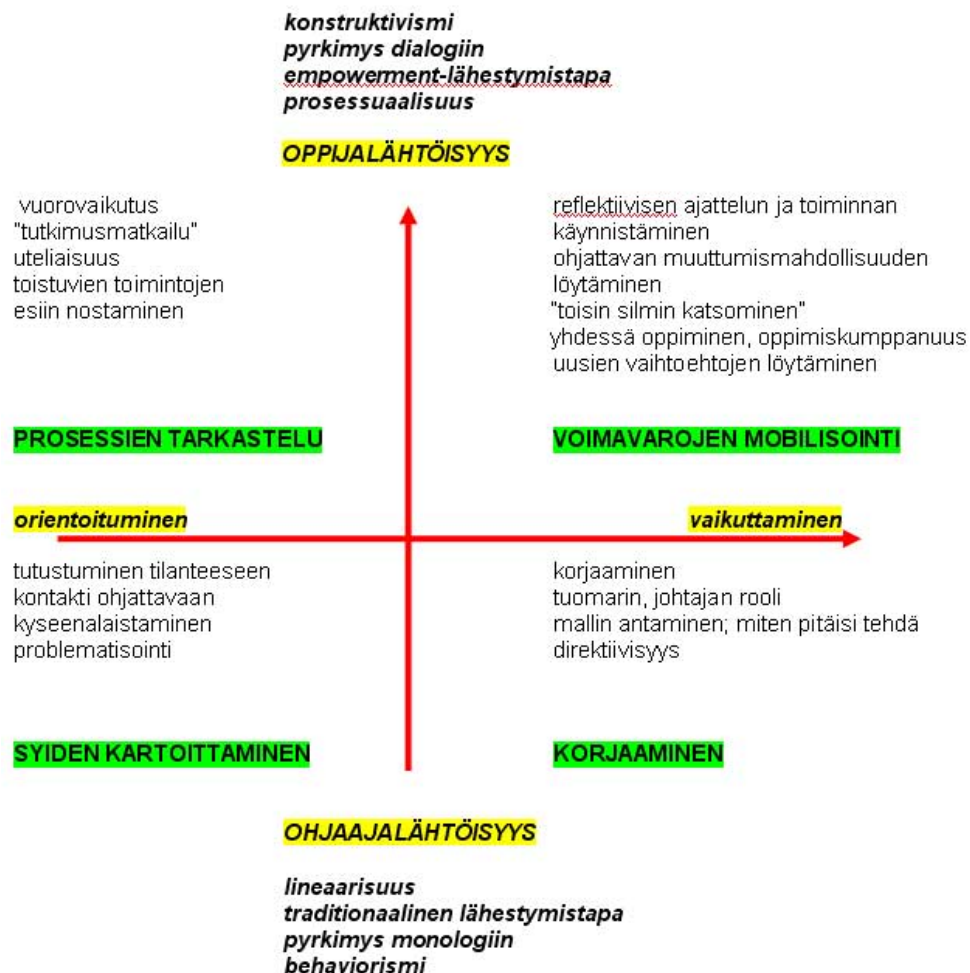 konstruktivismi
pyrkimys dialogiin
empowerment-lähestymistapa
prosessuaalisuus
OPPIJALÄHTÖISYYS
vuorovaikutus
"tutkimusmatkailu"
uteliaisuus
toistuvien toimintojen
esiin nostaminen
reflektiivisen ajattelun ja toiminnan
käynnistäminen
ohjattavan muuttumismahdollisuuden
löytäminen
"toisin silmin katsominen"
yhdessä oppiminen, oppimiskumppanuus
uusien vaihtoehtojen löytäminen
PROSESSIEN TARKASTELU
VOIMAVAROJEN MOBILISOINTI
orientoituminen
vaikuttaminen
tutustuminen tilanteeseen
kontakti ohjattavaan
kyseenalaistaminen
problematisointi
korjaaminen
tuomarin, johtajan rooli
mallin antaminen; miten pitäisi tehdä
direktiivisyys
SYIDEN KARTOITTAMINEN
KORJAAMINEN
OHJAAJALÄHTÖISYYS
lineaarisuus
traditionaalinen lähestymistapa
pyrkimys monologiin
behaviorismi